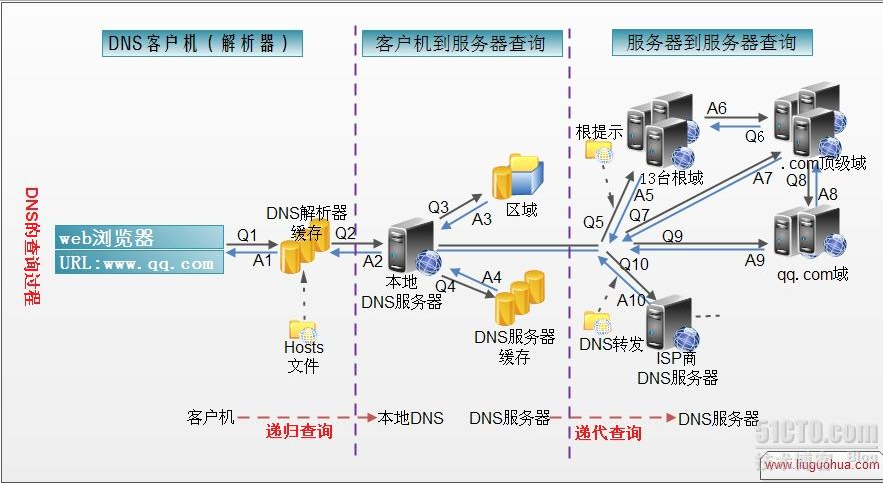 DNS客户机（解析器）
客户机到服务器查询
服务器到服务器查询
DNS的查询过程
web浏览器
URL:www.qq.com
Q1
A1
DNS解析器
缓存
Hosts
文件
Q2
A2
本地
DNS服务器
Q3
A3
区域
Q4
A4
DNS服务器
缓存
根提示
13台根域
Q5
A5
A6
Q6
.com顶级域
Q7
A7
Q8
A8
Q9
A9
qq.com域
Q10
A10
DNS转发
ISP商
DNS服务器
客户机
递归查询
本地DNS
DNS服务器
递代查询
DNS服务器
51CTO.com
技术博客 Blog
www.liuguohua.com